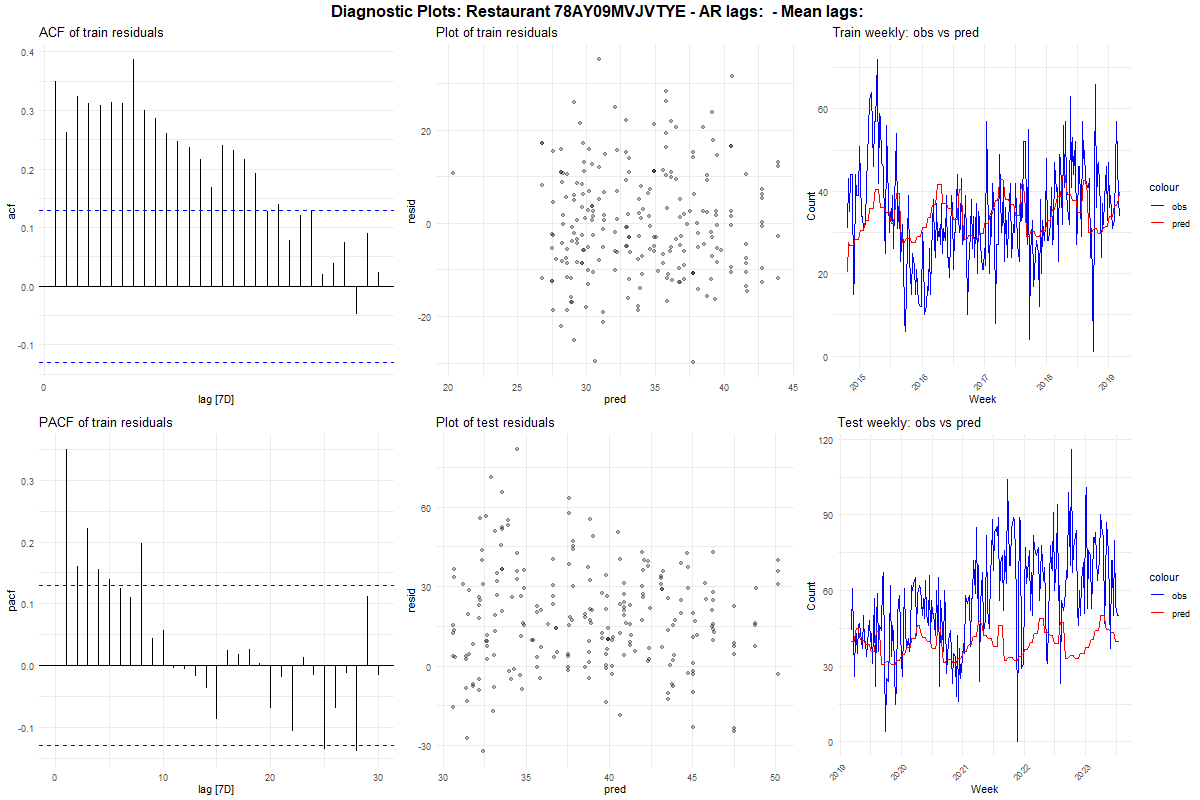 Diagnostic Plots: Restaurant 78AY09MVJVTYE - AR lags:  - Mean lags:
ACF of train residuals
acf
0.4
0.3
0.2
0.1
0.0
-0.1
0
lag [7D]
Plot of train residuals
resid
20
0
-20
20 25 30 35 40 45
pred
Train weekly: obs vs pred
Count
60
40
20
0
2015 2016 2017 2018 2019
Week
colour
obs
pred
PACF of train residuals
pacf
0.3
0.2
0.1
0.0
-0.1
0 10 20 30
lag [7D]
Plot of test residuals
resid
60
30
0
-30
30 35 40 45 50
pred
Test weekly: obs vs pred
Count
120
90
60
30
0
2019 2020 2021 2022 2023
Week
colour
obs
pred